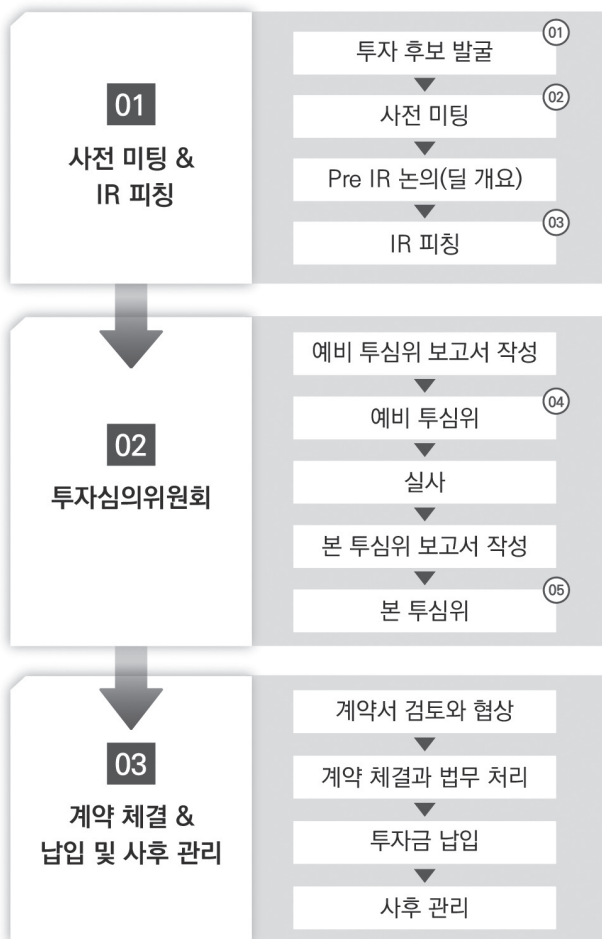 01
사전 미팅 &
IR 피칭
투자 후보 발굴
01
사전 미팅
02
Pre IR 논의(딜 개요)
IR 피칭
03
02
투자심의위원회
예비 투심위 보고서 작성
예비 투심위
04
실사
본 투심위 보고서 작성
본 투심위
05
03
계약 체결 &
납입 및 사후 관리
계약서 검토와 협상
계약 체결과 법무 처리
투자금 납입
사후 관리